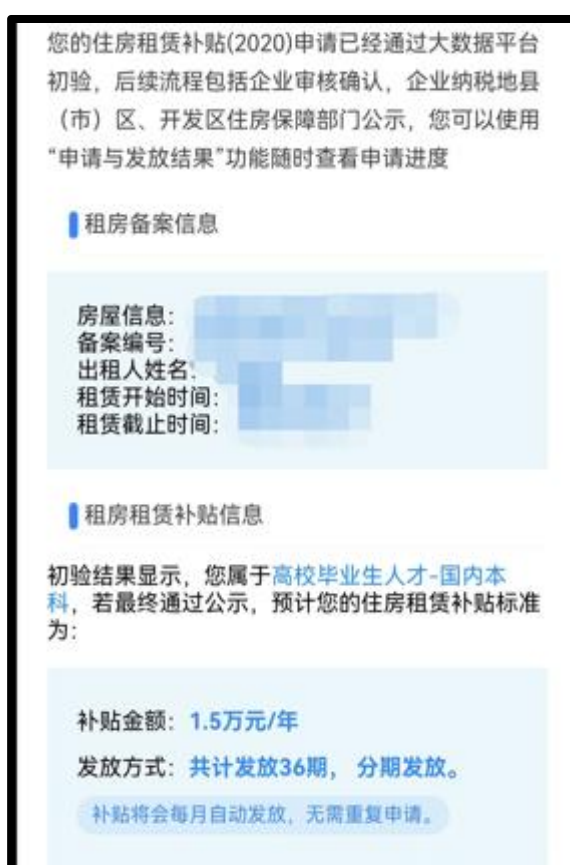 您的住房租赁补贴(2020)申请已经通过大数据平台
初验，后续流程包括企业审核确认，企业纳税地县
（市）区、开发区住房保障部门公示，您可以使用
“申请与发放结果”功能随时查看申请进度
租房备案信息
房屋信息：
备案编号：
出租人姓名：
租赁开始时间：
租赁截止时间：
租房租赁补贴信息
初验结果显示，您属于高校毕业生人才-国内本
科，若最终通过公示，预计您的住房租赁补贴标准
为：
补贴金额：1.5万元/年
发放方式：共计发放36期，分期发放。
补贴将会每月自动发放，无需重复申请。